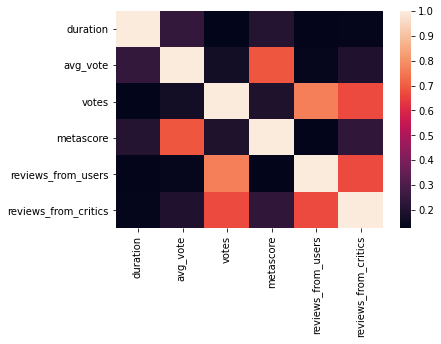 duration
avg_vote
votes
metascore
reviews_from_users
reviews_from_critics
duration
avg_vote
votes
metascore
reviews_from_users
reviews_from_critics
1.0
0.9
0.8
0.7
0.6
0.5
0.4
0.3
0.2